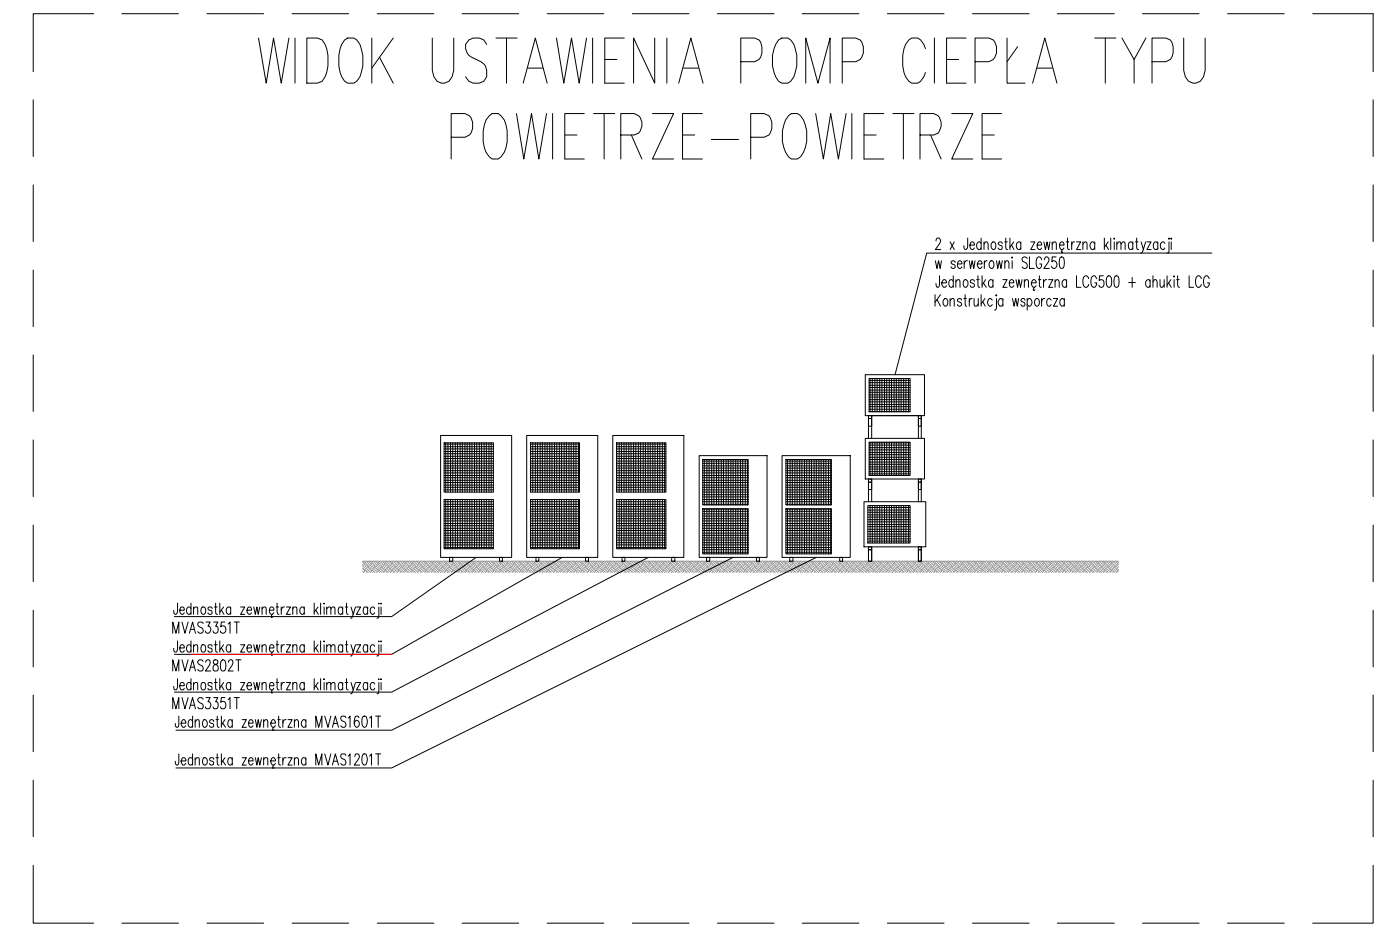 WIDOK USTAWIENIA POMP CIEPŁA TYPU
POWIETRZE-POWIETRZE
2 x Jednostka zewnętrzna klimatyzacji
w serwerowni SLG250
Jednostka zewnętrzna LCG500 + ahukit LCG
Konstrukcja wsporcza
Jednostka zewnętrzna klimatyzacji
MVAS3351T
Jednostka zewnętrzna klimatyzacji
MVAS2802T
Jednostka zewnętrzna klimatyzacji
MVAS3351T
Jednostka zewnętrzna MVAS1601T
Jednostka zewnętrzna MVAS1201T